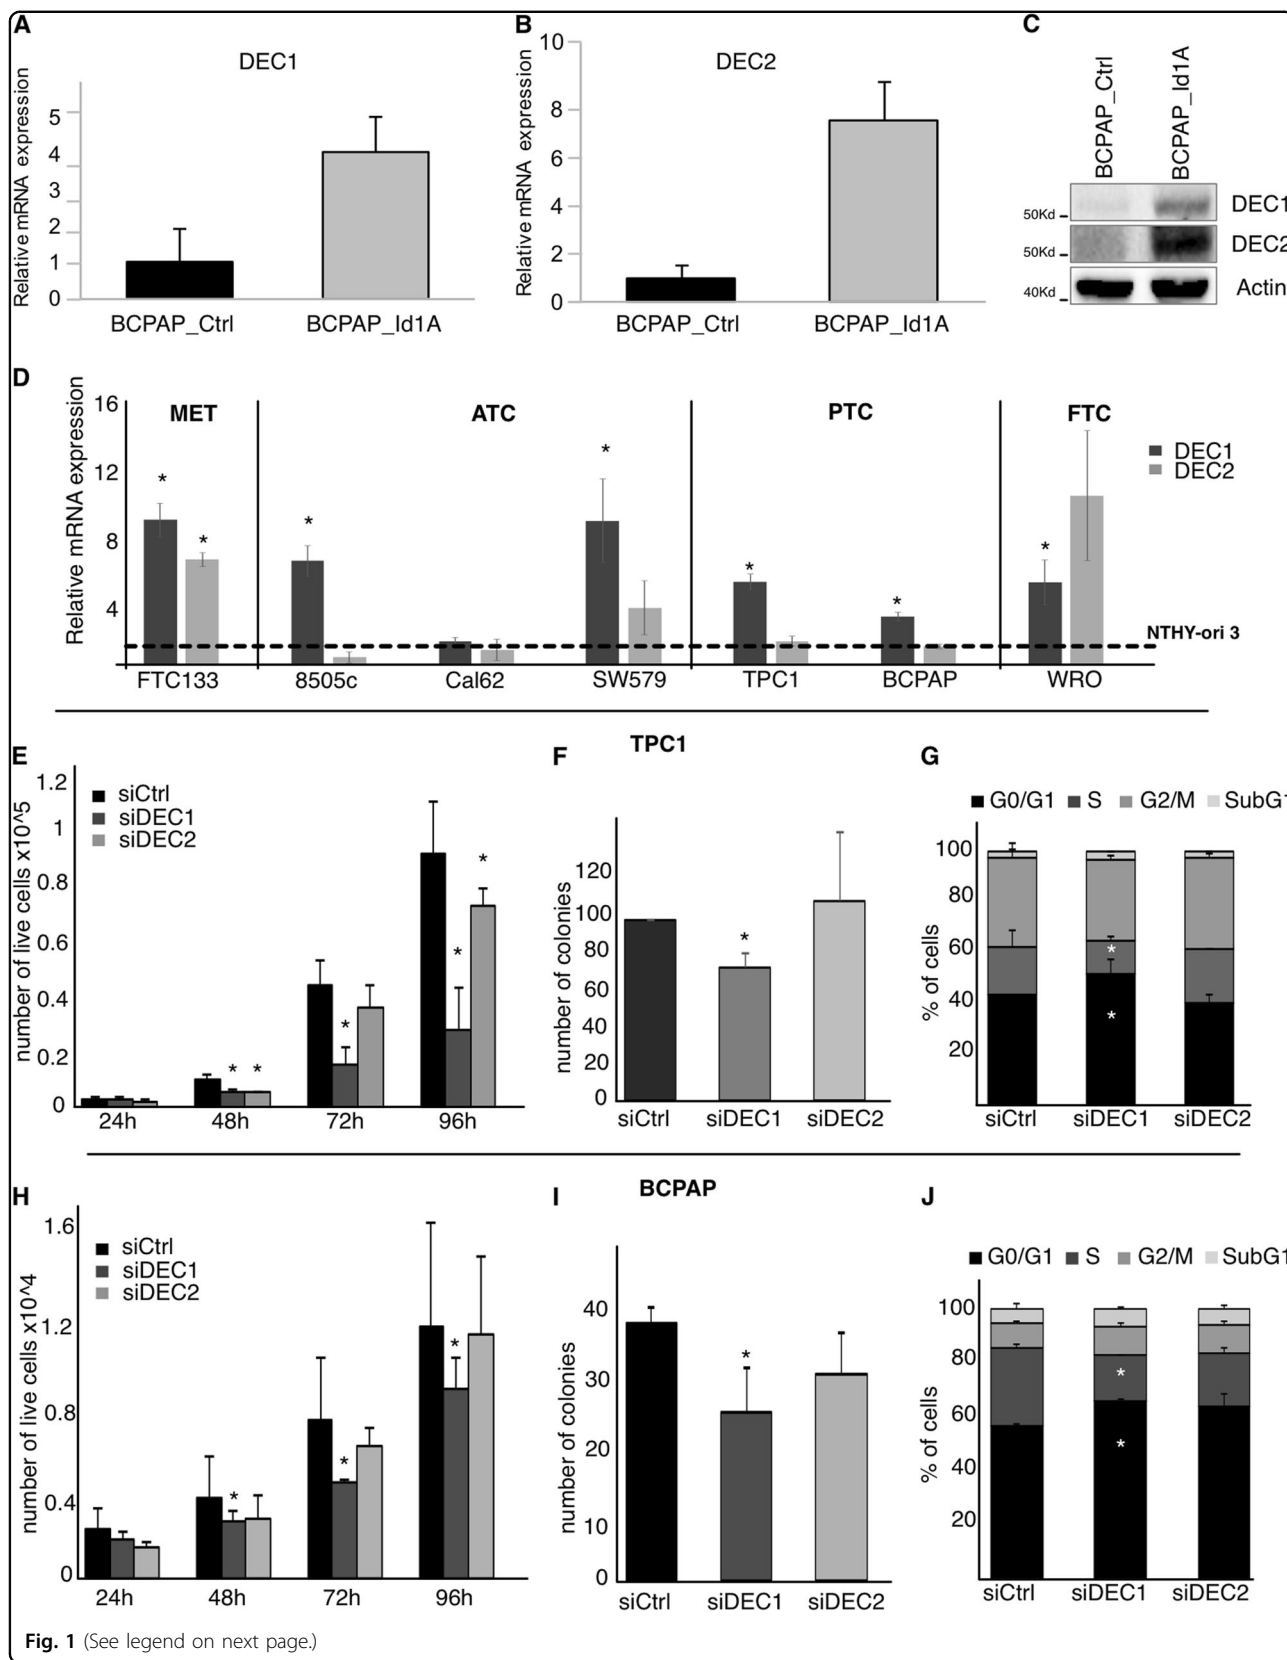 A
DEC1
Relative mRNA expression
5
4
3
2
1
0
BCPAP_Ctrl
BCPAP_Id1A
B
DEC2
Relative mRNA expression
10
8
6
4
2
0
BCPAP_Ctrl
BCPAP_Id1A
C
BCPAP_Ctrl
BCPAP_Id1A
50Kd
DEC1
50Kd
DEC2
40Kd
Actin
D
Relative mRNA expression
16
12
8
4
MET
ATC
PTC
FTC
DEC1
DEC2
* * * * * * *
NTHY-ori 3
FTC133
8505c
Cal62
SW579
TPC1
BCPAP
WRO
TPC1
E
number of live cells x10^5
1.2
1
0.8
0.6
0.4
0.2
0
siCtrl
siDEC1
siDEC2
* * * * *
24h
48h
72h
96h
F
number of colonies
120
100
80
60
40
20
0
*
siCtrl
siDEC1
siDEC2
G
G0/G1
S
G2/M
SubG1
% of cells
100
80
60
40
20
*
*
siCtrl
siDEC1
siDEC2
BCPAP
H
number of live cells x10^4
1.6
1.2
0.8
0.4
0
siCtrl
siDEC1
siDEC2
* * *
24h
48h
72h
96h
I
number of colonies
40
30
20
10
0
*
siCtrl
siDEC1
siDEC2
J
G0/G1
S
G2/M
SubG1
% of cells
100
80
60
40
20
*
*
siCtrl
siDEC1
siDEC2
Fig. 1 (See legend on next page.)